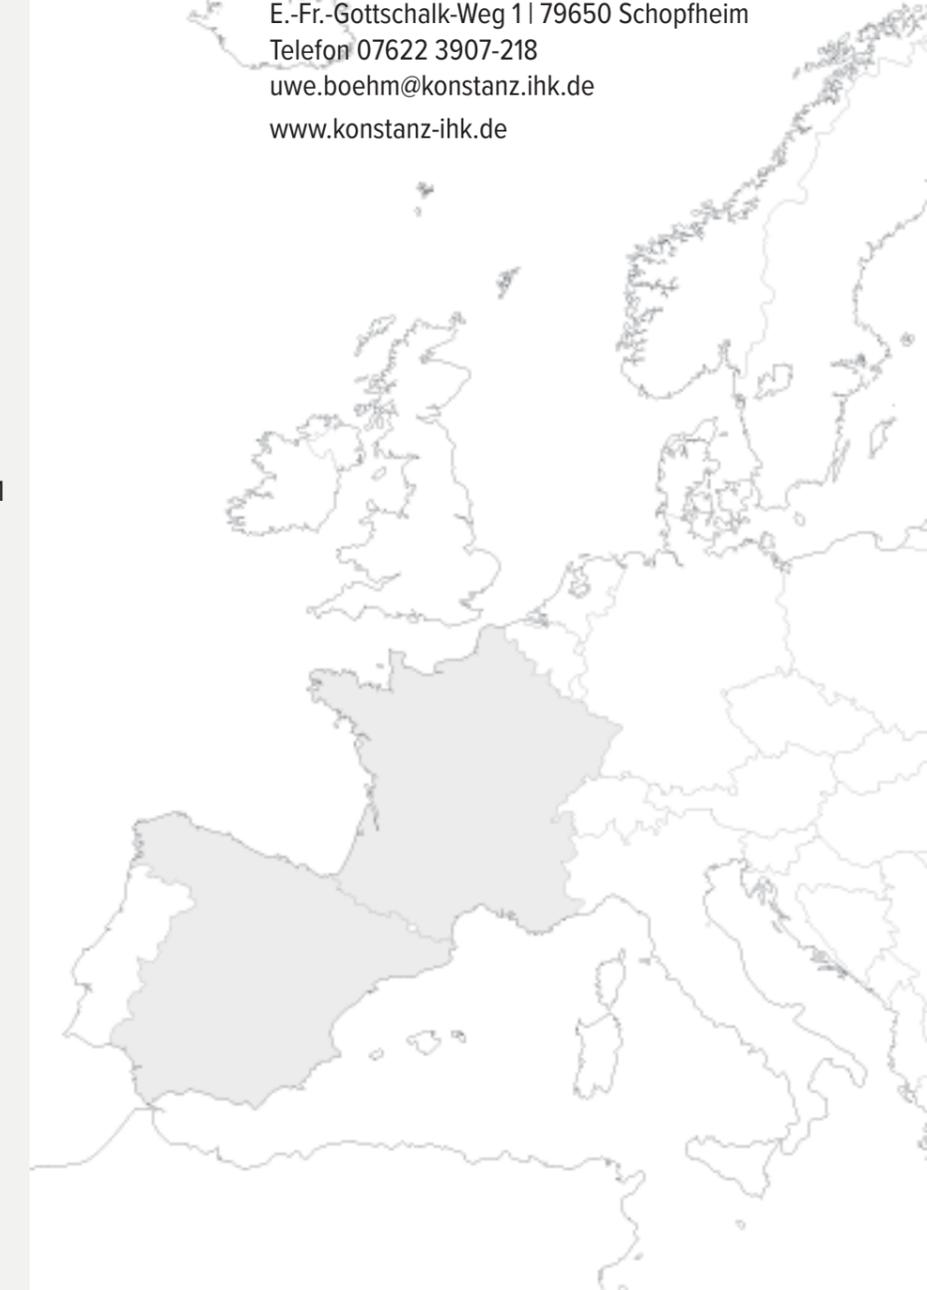 E.-Fr.-Gottschalk-Weg 1 | 79650 Schopfheim
Telefon 07622 3907-218
uwe.boehm@konstanz.ihk.de
www.konstanz-ihk.de